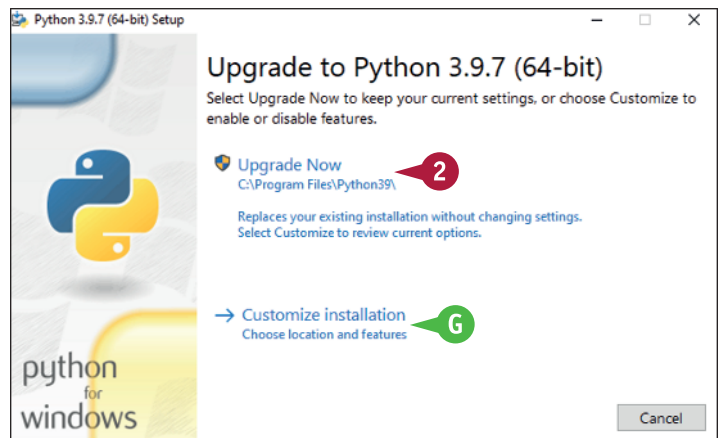 Python 3.9.7 (64-bit) Setup
Upgrade to Python 3.9.7 (64-bit)
Select Upgrade Now to keep your current settings, or choose Customize to
enable or disable features.
Upgrade Now
2
C:\Program Files\Python39\
Replaces your existing installation without changing settings.
Select Customize to review current options.
Customize installation
G
Choose location and features
python
for
windows
Cancel